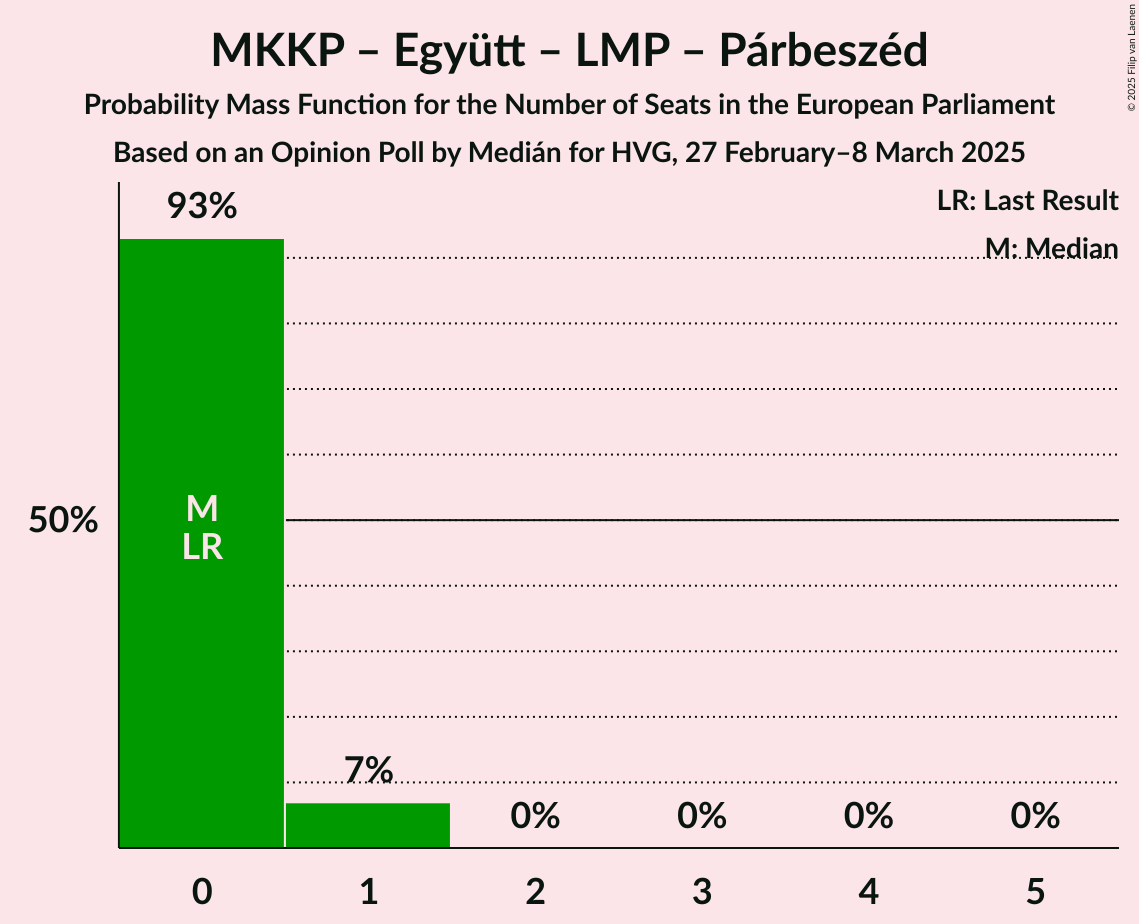 MKKP – Együtt – LMP – Párbeszéd
Probability Mass Function for the Number of Seats in the European Parliament
Based on an Opinion Poll by Medián for HVG, 27 February–8 March 2025
© 2025 Filip van Laenen
LR: Last Result
M: Median
93%
50%
M
LR
7%
0%
0%
0%
0%
0
1
2
3
4
5